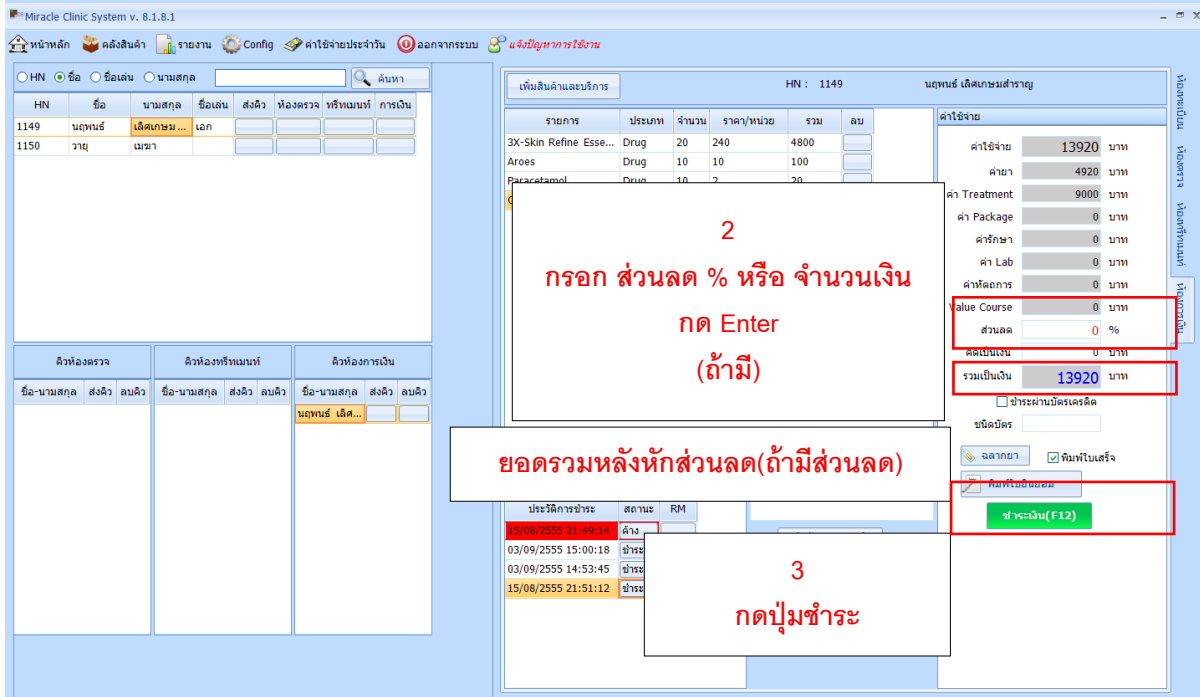 Miracle Clinic System v. 8.1.8.1
หน้าหลัก คลังสินค้า รายงาน Config ค่าใช้จ่ายประจำวัน ออกจากระบบ แจ้งปัญหาการใช้งาน
HN ชื่อ ชื่อเล่น นามสกุล ค้นหา
HN ชื่อ นามสกุล ชื่อเล่น ส่งคิว ห้องตรวจ ทรีทเมนท์ การเงิน
1149 นฤพนธ์ เลิศเกษม ... เอก
1150 วายุ เมฆา
คิวห้องตรวจ คิวห้องทรีทเมนท์ คิวห้องการเงิน
ชื่อ-นามสกุล ส่งคิว ลบคิว ชื่อ-นามสกุล ส่งคิว ลบคิว ชื่อ-นามสกุล ส่งคิว ลบคิว
นฤพนธ์ เลิศ...
เพิ่มสินค้าและบริการ HN : 1149 นฤพนธ์ เลิศเกษมสำราญ
รายการ ประเภท จำนวน ราคา/หน่วย รวม ลบ
3X-Skin Refine Esse... Drug 20 240 4800
Aroes Drug 10 10 100
Paracetamol Drug 10 2 20
2
กรอก ส่วนลด % หรือ จำนวนเงิน
กด Enter
(ถ้ามี)
ยอดรวมหลังหักส่วนลด(ถ้ามีส่วนลด)
ประวัติการชำระ สถานะ RM
15/08/2555 21:49:14 ค้าง
03/09/2555 15:00:18 ชำระ
03/09/2555 14:53:45 ชำระ
15/08/2555 21:51:12 ชำระ
3
กดปุ่มชำระ
ค่าใช้จ่าย
ค่าใช้จ่าย 13920 บาท
ค่ายา 4920 บาท
ค่า Treatment 9000 บาท
ค่า Package 0 บาท
ค่ารักษา 0 บาท
ค่า Lab 0 บาท
ค่าหัตถการ 0 บาท
Value Course 0 บาท
ส่วนลด 0 %
คิดเป็นเงิน 0 บาท
รวมเป็นเงิน 13920 บาท
ชำระผ่านบัตรเครดิต
ชนิดบัตร
ฉลากยา พิมพ์ใบเสร็จ
พิมพ์ใบยินยอม
ชำระเงิน(F12)
ห้องทะเบียน
ห้องตรวจ
ห้องทรีทเมนท์
ห้องการเงิน